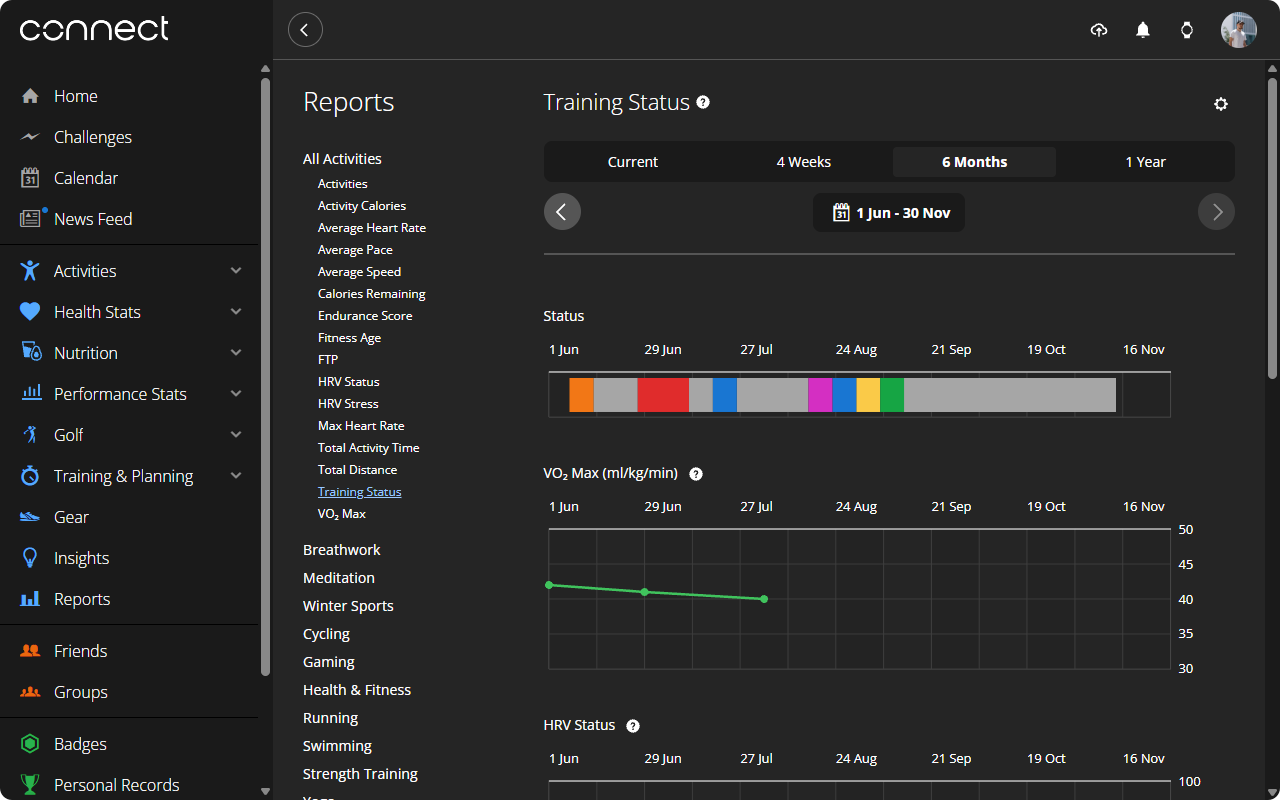 connect
Home
Challenges
31
Calendar
News Feed
Activities
Health Stats
Nutrition
Performance Stats
Golf
Training & Planning
Gear
Insights
Reports
Friends
Groups
Badges
Personal Records
Reports
All Activities
Activities
Activity Calories
Average Heart Rate
Average Pace
Average Speed
Calories Remaining
Endurance Score
Fitness Age
FTP
HRV Status
HRV Stress
Max Heart Rate
Total Activity Time
Total Distance
Training Status
VO₂ Max
Breathwork
Meditation
Winter Sports
Cycling
Gaming
Health & Fitness
Running
Swimming
Strength Training
Yoga
Training Status ?
Current 4 Weeks 6 Months 1 Year
31 1 Jun - 30 Nov
Status
1 Jun 29 Jun 27 Jul 24 Aug 21 Sep 19 Oct 16 Nov
VO₂ Max (ml/kg/min) ?
1 Jun 29 Jun 27 Jul 24 Aug 21 Sep 19 Oct 16 Nov
50
45
40
35
30
HRV Status ?
1 Jun 29 Jun 27 Jul 24 Aug 21 Sep 19 Oct 16 Nov
100